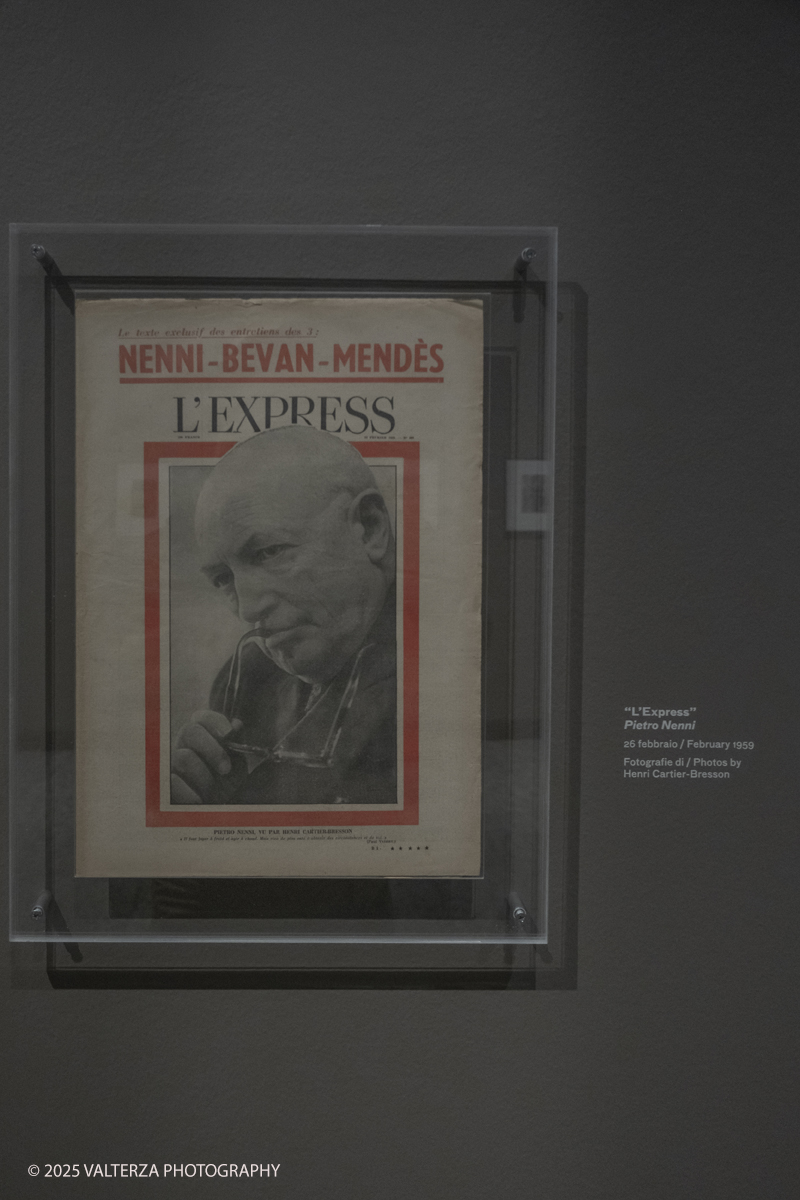 Le texte exclusif des entretiens des 3 :
NENNI-BEVAN-MENDÈS
L'EXPRESS
PIETRO NENNI, VU PAR HENRI CARTIER-BRESSON
“L'Express”
Pietro Nenni
26 febbraio / February 1959
Fotografie di / Photos by
Henri Cartier-Bresson
© 2025 VALTERZA PHOTOGRAPHY